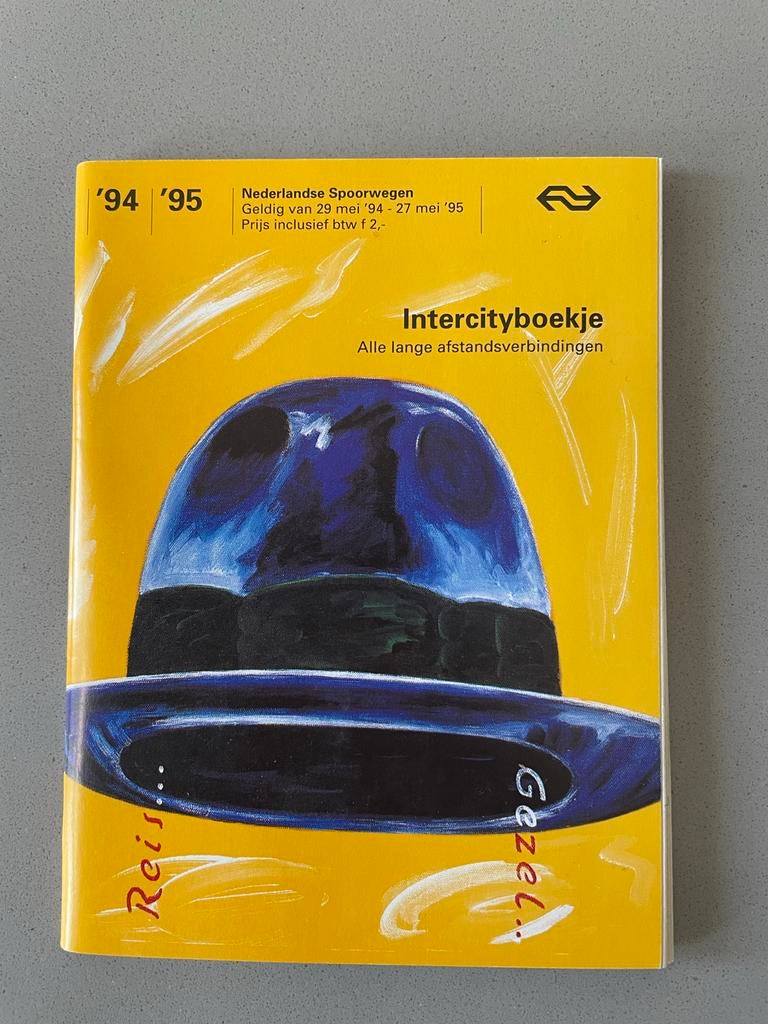 '94 '95
Nederlandse Spoorwegen
Geldig van 29 mei '94 - 27 mei '95
Prijs inclusief btw f 2,-
Intercityboekje
Alle lange afstandsverbindingen
Reis...
Gezel..